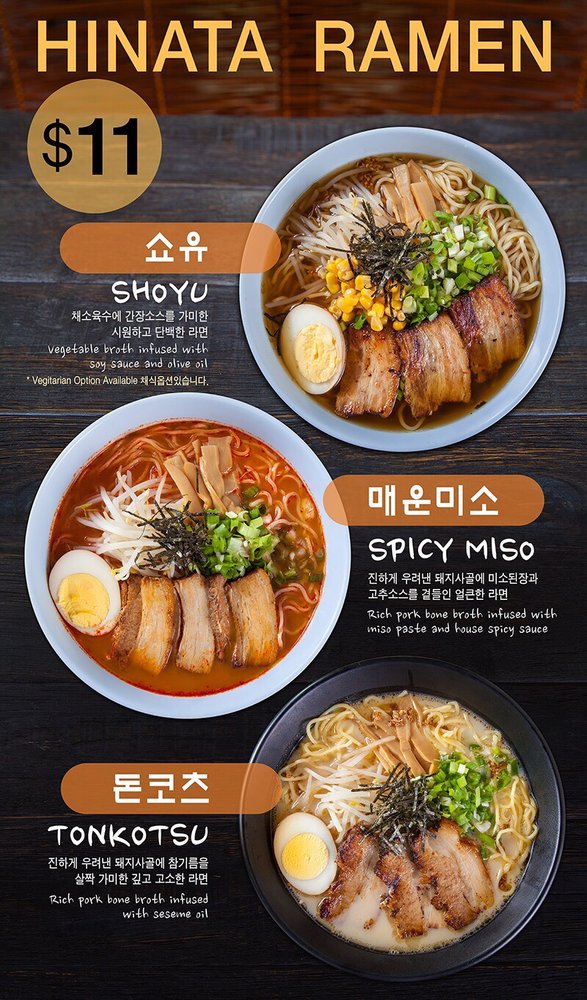 HINATA RAMEN
$11
쇼유
SHOYU
채소육수에 간장소스를 가미한
시원하고 단백한 라면
Vegetable broth infused with
soy sauce and olive oil
* Vegitarian Option Available 채식옵션있습니다.
매운미소
SPICY MISO
진하게 우려낸 돼지사골에 미소된장과
고추소스를 곁들인 얼큰한 라면
Rich pork bone broth infused with
miso paste and house spicy sauce
돈코츠
TONKOTSU
진하게 우려낸 돼지사골에 참기름을
살짝 가미한 깊고 고소한 라면
Rich pork bone broth infused
with seseme oil